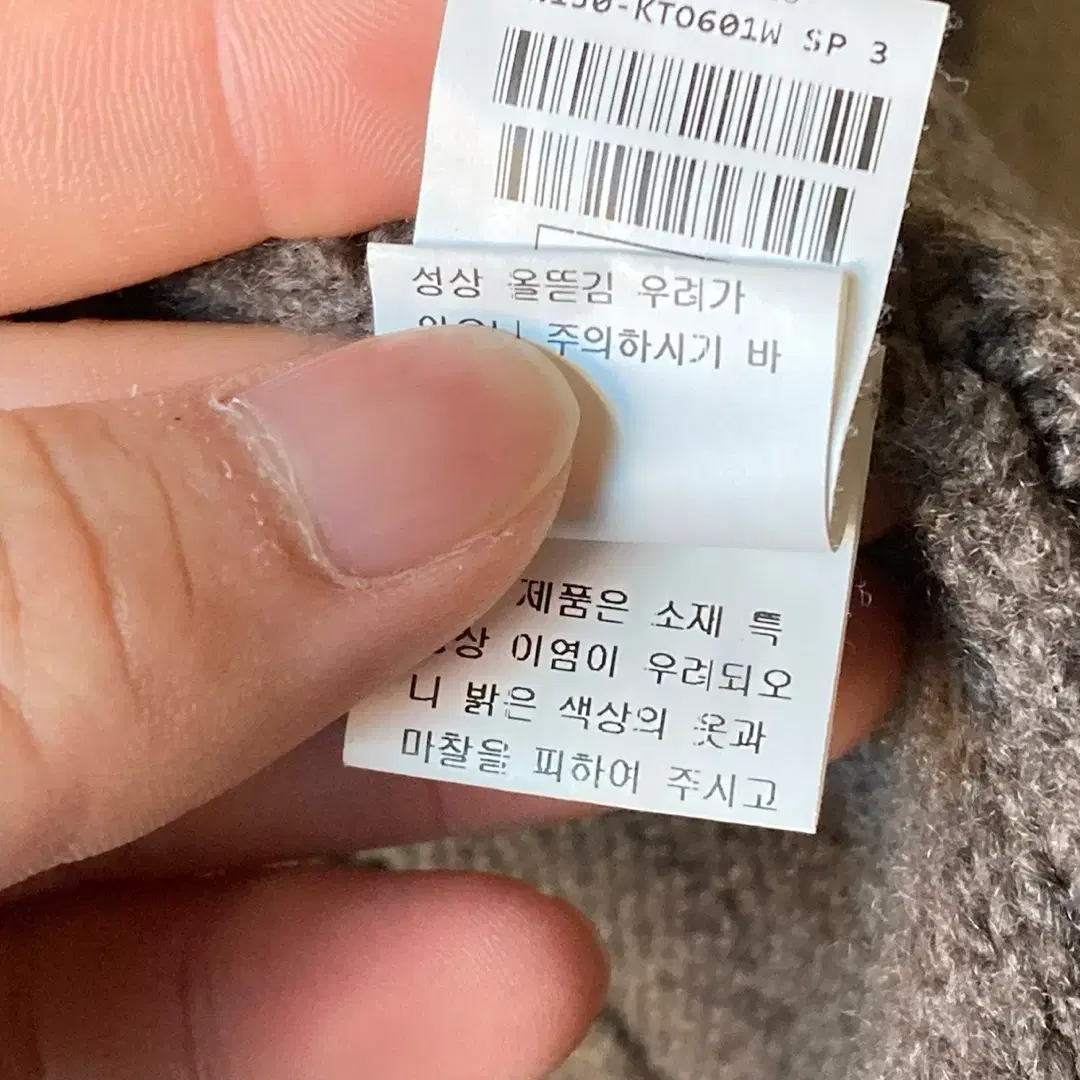 -KTO601W SP 3
성상 올뜯김 우려가
주의하시기 바
제품은 소재 특
상 이염이 우려되오
니 밝은 색상의 옷과
마찰을 피하여 주시고